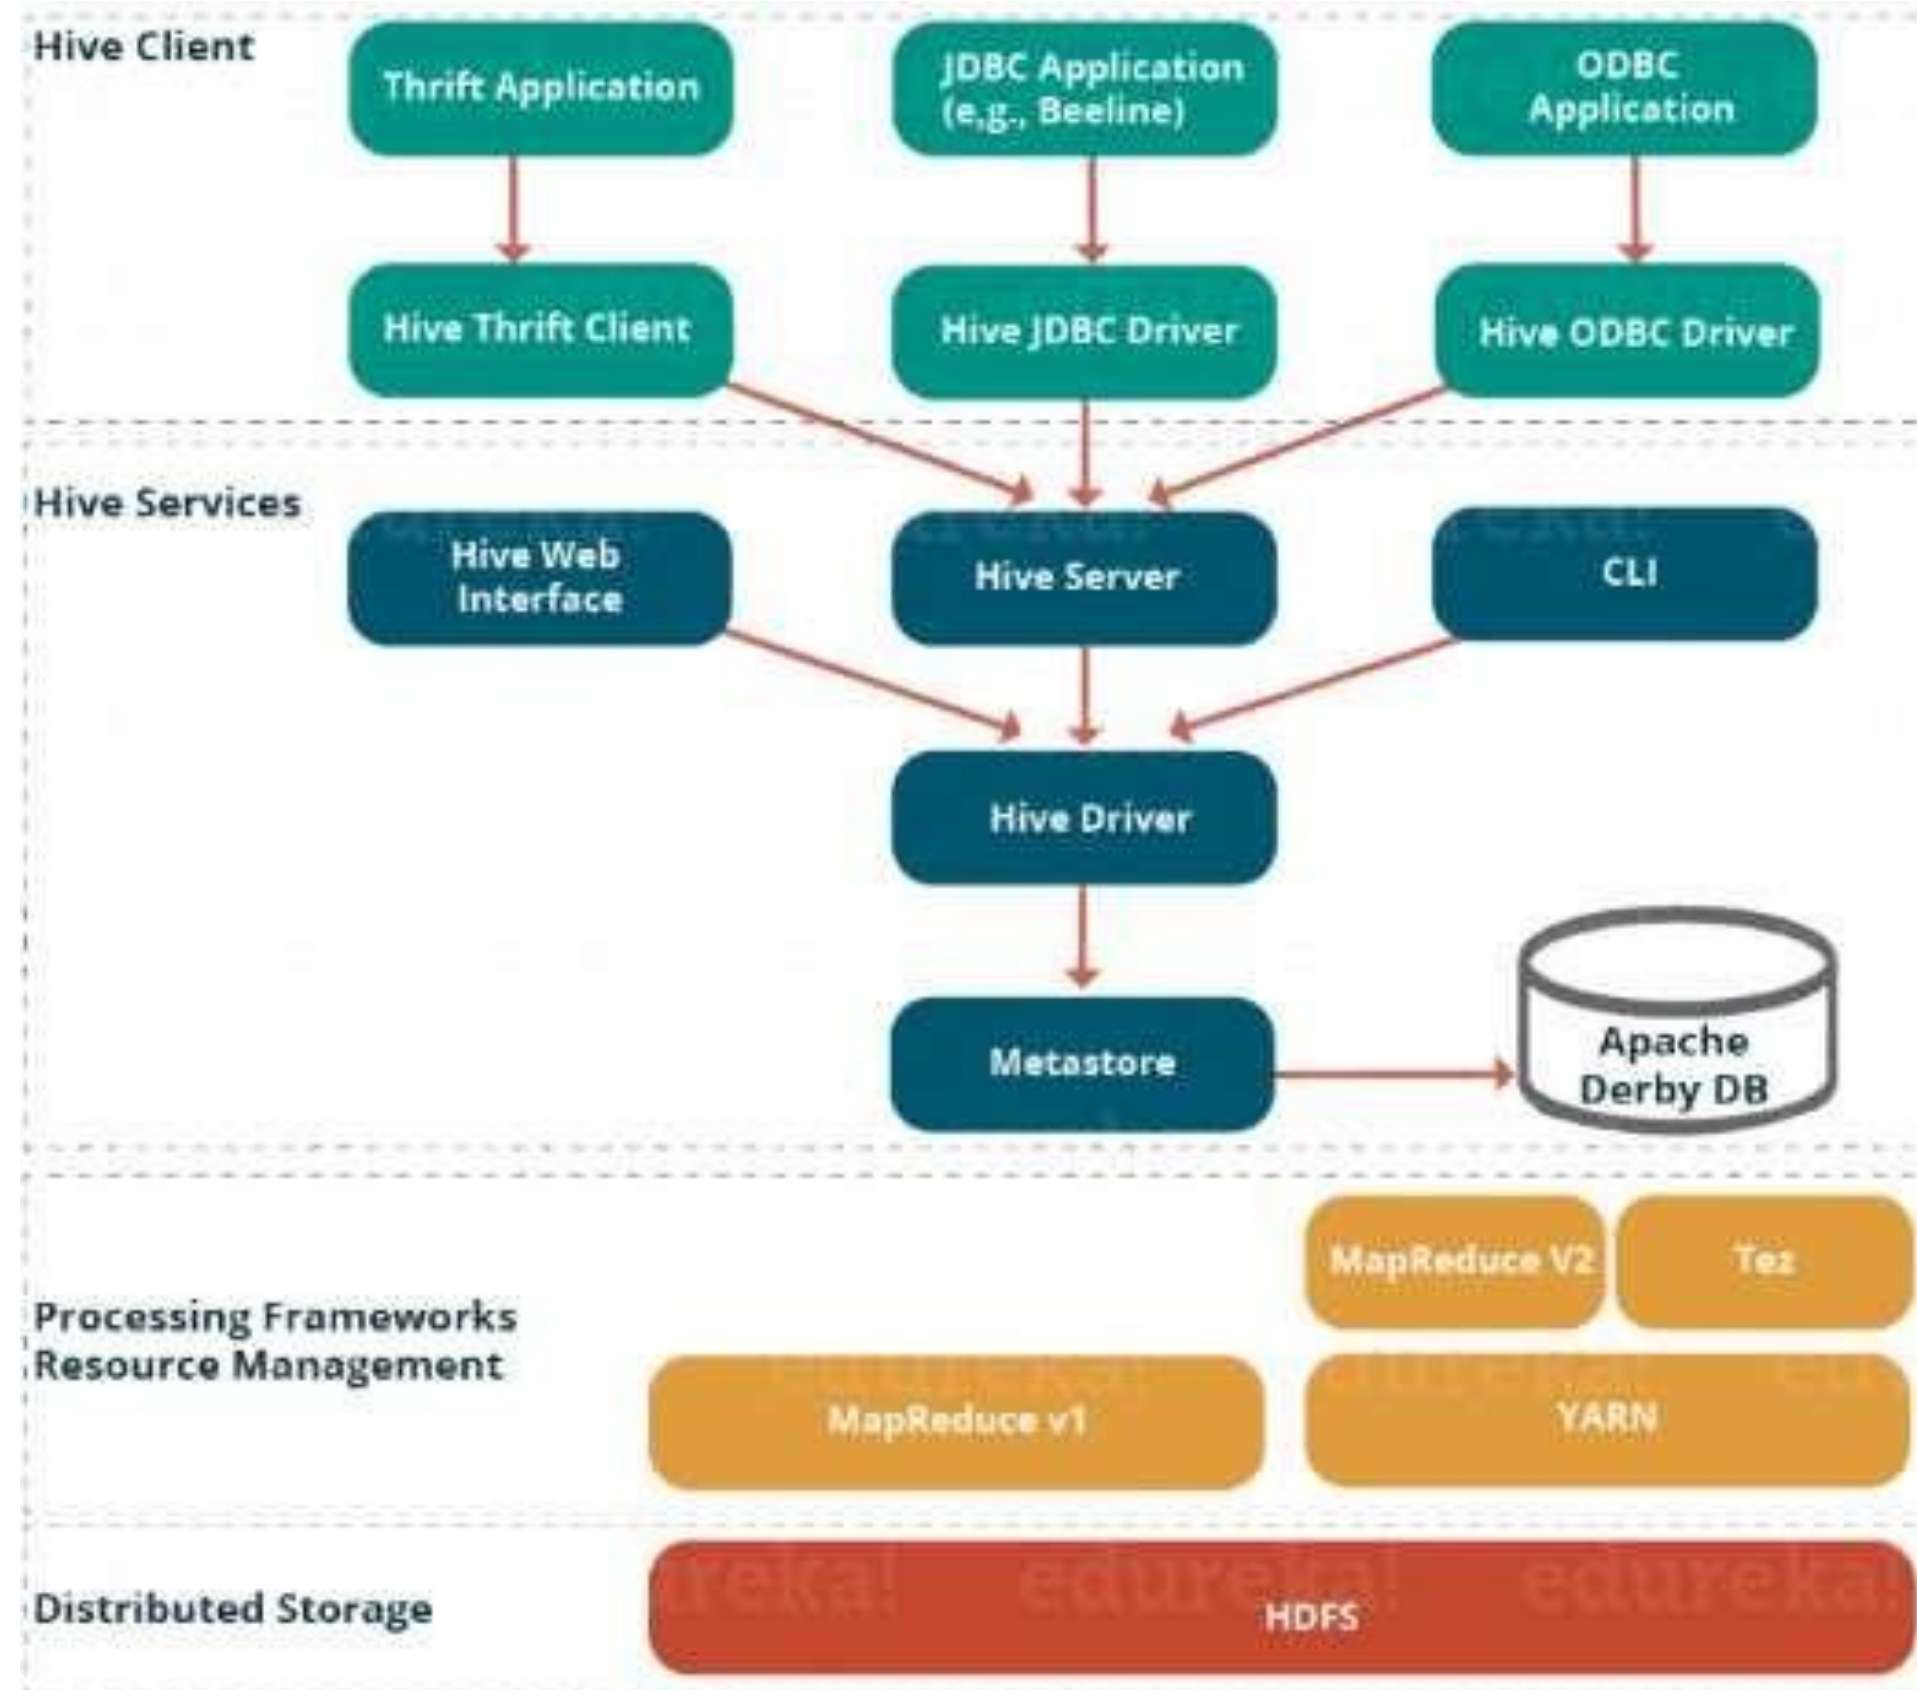 Hive Client
Thrift Application
JDBC Application
(e,g., Beeline)
ODBC
Application
Hive Thrift Client
Hive JDBC Driver
Hive ODBC Driver
Hive Services
Hive Web
Interface
Hive Server
CLI
Hive Driver
Metastore
Apache
Derby DB
Processing Frameworks
Resource Management
MapReduce V2
Tez
MapReduce v1
YARN
Distributed Storage
HDFS
edureka!
edureka!